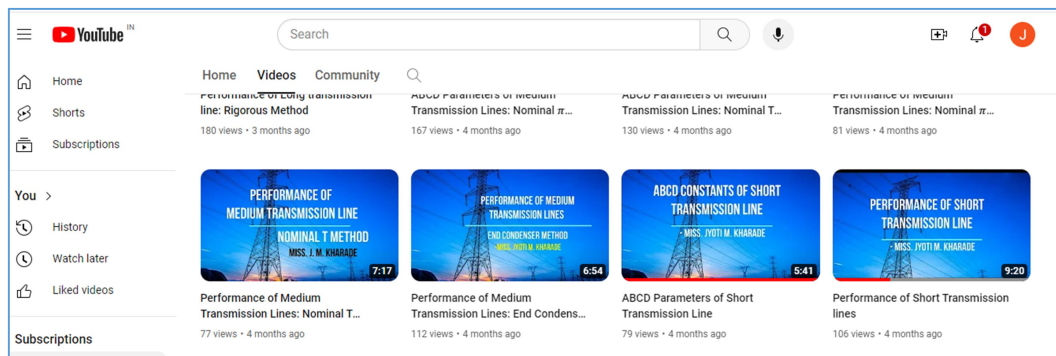 YouTube IN
Search
1
J
Home
Shorts
Subscriptions
You >
History
Watch later
Liked videos
Subscriptions
Home Videos Community
Performance of Long transmission
line: Rigorous Method
180 views • 3 months ago
ABCD Parameters of Medium
Transmission Lines: Nominal π...
167 views • 4 months ago
ABCD Parameters of Medium
Transmission Lines: Nominal T...
130 views • 4 months ago
Performance of Medium
Transmission Lines: Nominal π...
81 views • 4 months ago
PERFORMANCE OF
MEDIUM TRANSMISSION LINE
NOMINAL T METHOD
MISS. J. M. KHARADE
7:17
Performance of Medium
Transmission Lines: Nominal T...
77 views • 4 months ago
PERFORMANCE OF MEDIUM
TRANSMISSION LINES
END CONDENSER METHOD
-MISS. JYOTI M. KHARADE
6:54
Performance of Medium
Transmission Lines: End Condens...
112 views • 4 months ago
ABCD CONSTANTS OF SHORT
TRANSMISSION LINE
- MISS. JYOTI M. KHARADE
5:41
ABCD Parameters of Short
Transmission Line
79 views • 4 months ago
PERFORMANCE OF SHORT
TRANSMISSION LINE
- MISS. JYOTI M. KHARADE
9:20
Performance of Short Transmission
lines
106 views • 4 months ago